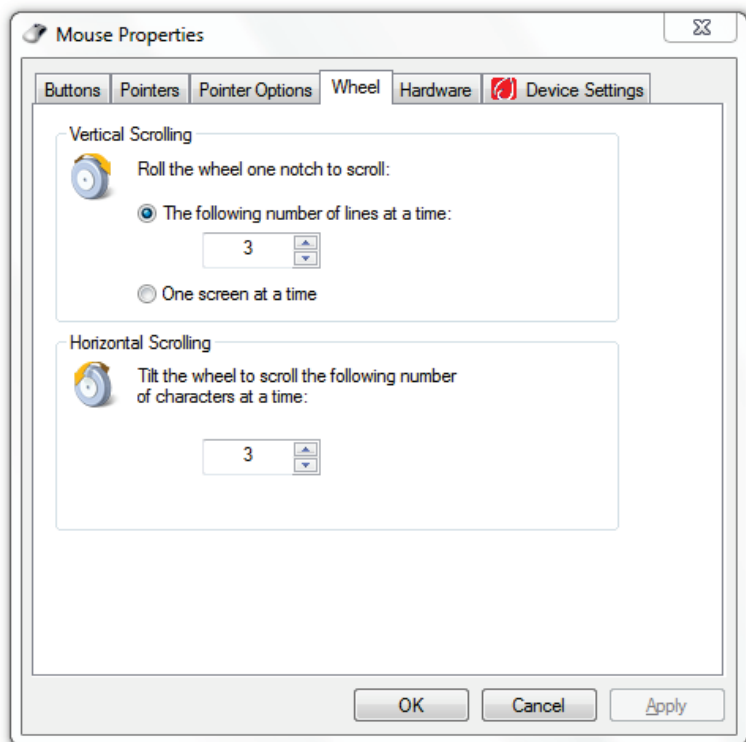 Mouse Properties
Buttons Pointers Pointer Options Wheel Hardware Device Settings
Vertical Scrolling
Roll the wheel one notch to scroll:
The following number of lines at a time:
3
One screen at a time
Horizontal Scrolling
Tilt the wheel to scroll the following number
of characters at a time:
3
OK Cancel Apply